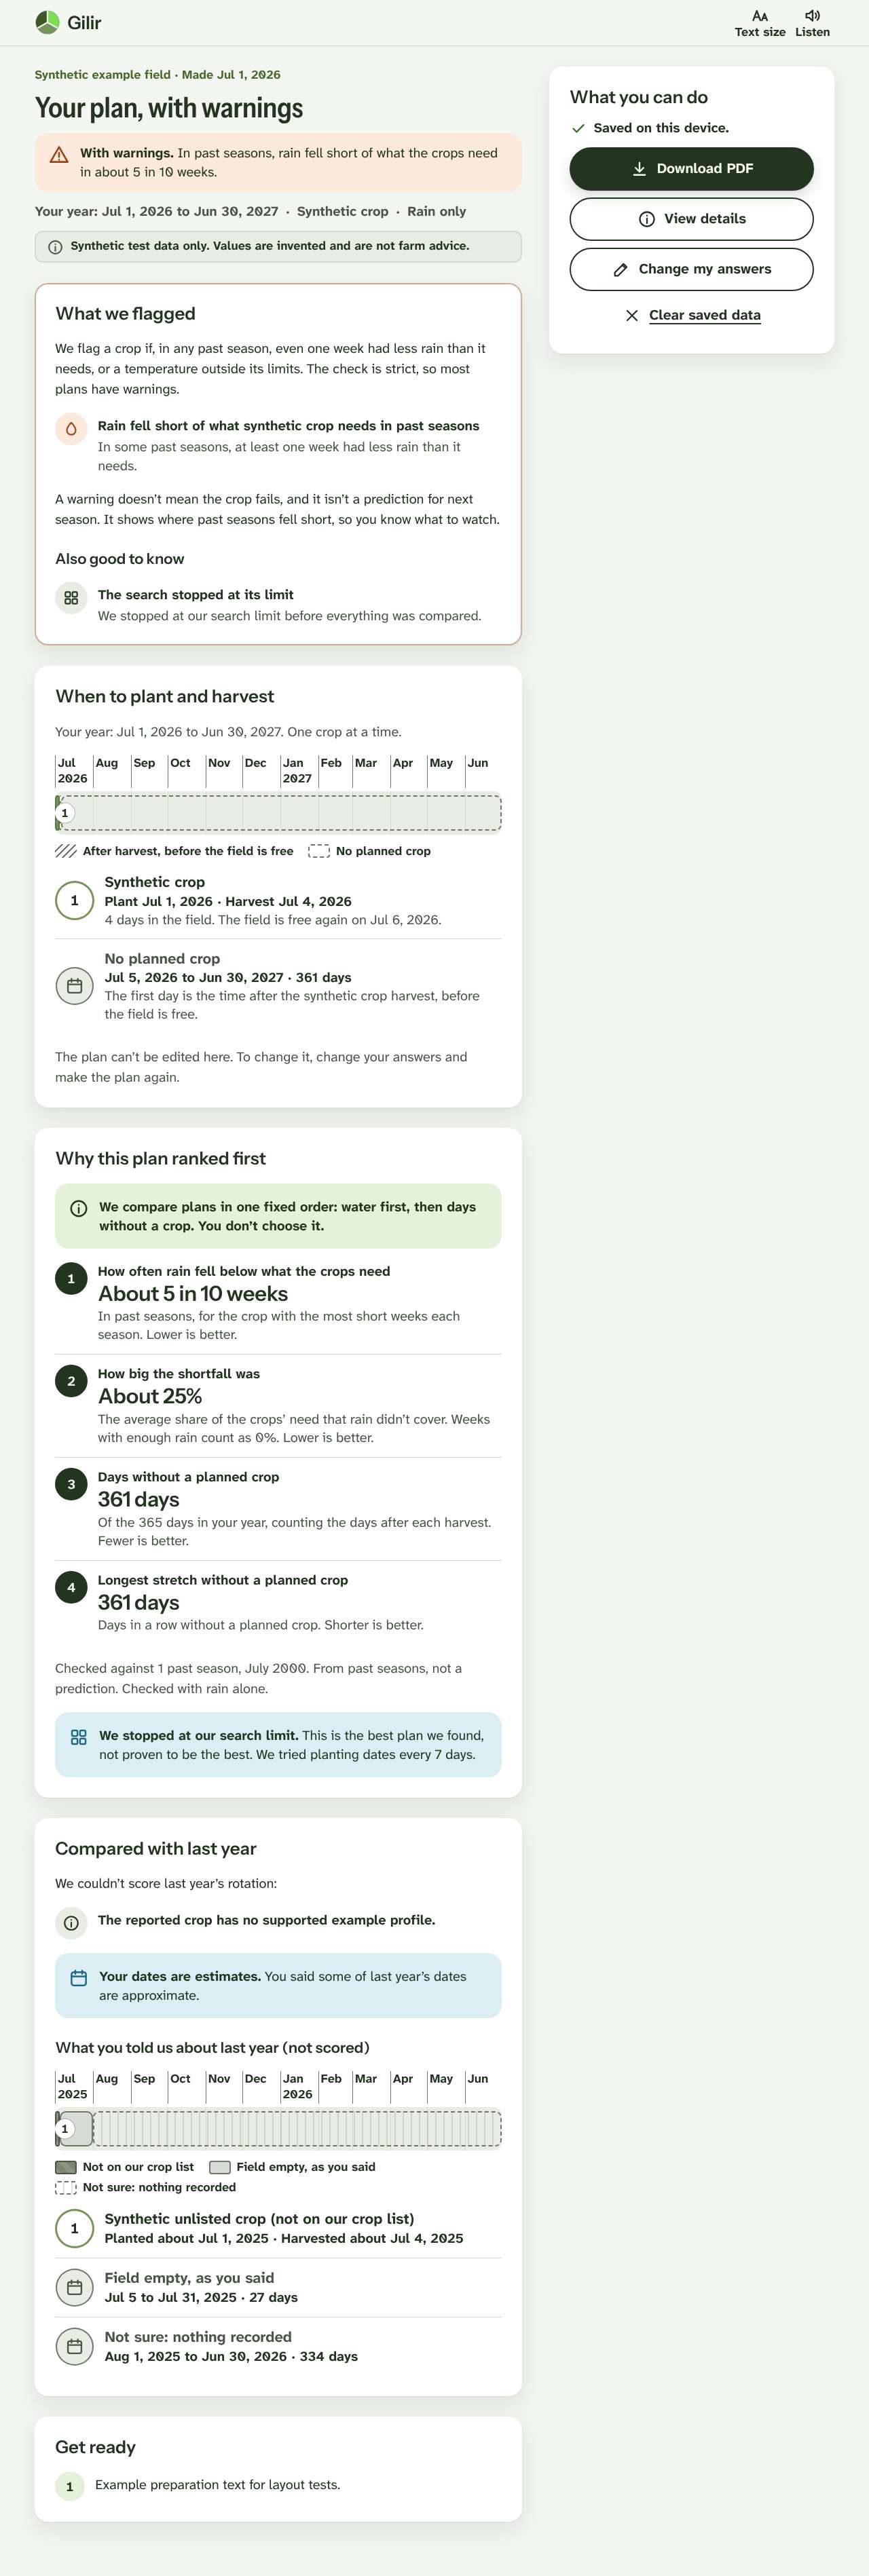 Gilir
Text size
Listen
Synthetic example field · Made Jul 1, 2026
Your plan, with warnings
With warnings. In past seasons, rain fell short of what the crops need
in about 5 in 10 weeks.
Your year: Jul 1, 2026 to Jun 30, 2027 · Synthetic crop · Rain only
Synthetic test data only. Values are invented and are not farm advice.
What you can do
Saved on this device.
Download PDF
View details
Change my answers
Clear saved data
What we flagged
We flag a crop if, in any past season, even one week had less rain than it
needs, or a temperature outside its limits. The check is strict, so most
plans have warnings.
Rain fell short of what synthetic crop needs in past seasons
In some past seasons, at least one week had less rain than it
needs.
A warning doesn’t mean the crop fails, and it isn’t a prediction for next
season. It shows where past seasons fell short, so you know what to watch.
Also good to know
The search stopped at its limit
We stopped at our search limit before everything was compared.
When to plant and harvest
Your year: Jul 1, 2026 to Jun 30, 2027. One crop at a time.
Jul Aug Sep Oct Nov Dec Jan Feb Mar Apr May Jun
2026 2027
1
After harvest, before the field is free
No planned crop
1
Synthetic crop
Plant Jul 1, 2026 · Harvest Jul 4, 2026
4 days in the field. The field is free again on Jul 6, 2026.
No planned crop
Jul 5, 2026 to Jun 30, 2027 · 361 days
The first day is the time after the synthetic crop harvest, before
the field is free.
The plan can’t be edited here. To change it, change your answers and
make the plan again.
Why this plan ranked first
We compare plans in one fixed order: water first, then days
without a crop. You don’t choose it.
1
How often rain fell below what the crops need
About 5 in 10 weeks
In past seasons, for the crop with the most short weeks each
season. Lower is better.
2
How big the shortfall was
About 25%
The average share of the crops’ need that rain didn’t cover. Weeks
with enough rain count as 0%. Lower is better.
3
Days without a planned crop
361 days
Of the 365 days in your year, counting the days after each harvest.
Fewer is better.
4
Longest stretch without a planned crop
361 days
Days in a row without a planned crop. Shorter is better.
Checked against 1 past season, July 2000. From past seasons, not a
prediction. Checked with rain alone.
We stopped at our search limit. This is the best plan we found,
not proven to be the best. We tried planting dates every 7 days.
Compared with last year
We couldn’t score last year’s rotation:
The reported crop has no supported example profile.
Your dates are estimates. You said some of last year’s dates
are approximate.
What you told us about last year (not scored)
Jul Aug Sep Oct Nov Dec Jan Feb Mar Apr May Jun
2025 2026
1
Not on our crop list
Field empty, as you said
Not sure: nothing recorded
1
Synthetic unlisted crop (not on our crop list)
Planted about Jul 1, 2025 · Harvested about Jul 4, 2025
Field empty, as you said
Jul 5 to Jul 31, 2025 · 27 days
Not sure: nothing recorded
Aug 1, 2025 to Jun 30, 2026 · 334 days
Get ready
1
Example preparation text for layout tests.